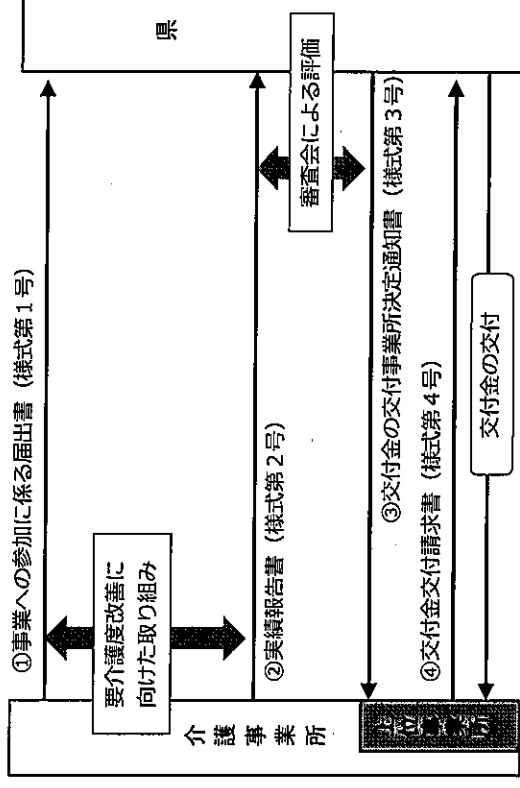 ①事業への参加に係る届出書（様式第１号）
要介護度改善に
向けた取り組み
②実績報告書（様式第２号）
審査会による評価
③交付金の交付事業所決定通知書（様式第３号）
④交付金交付請求書（様式第４号）
交付金の交付
介護事業所
上位事業所
県